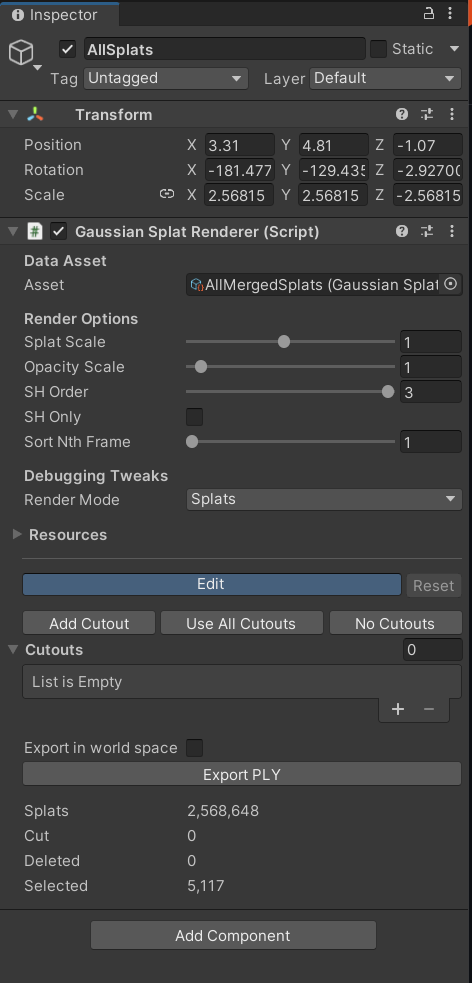 Inspector
AllSplats
Static
Tag Untagged Layer Default
Transform
Position X 3.31 Y 4.81 Z -1.07
Rotation X -181.477 Y -129.435 Z -2.92700
Scale X 2.56815 Y 2.56815 Z -2.56815
Gaussian Splat Renderer (Script)
Data Asset
Asset AllMergedSplats (Gaussian Splat
Render Options
Splat Scale 1
Opacity Scale 1
SH Order 3
SH Only
Sort Nth Frame 1
Debugging Tweaks
Render Mode Splats
Resources
Edit Reset
Add Cutout Use All Cutouts No Cutouts
Cutouts 0
List is Empty
+ −
Export in world space
Export PLY
Splats 2,568,648
Cut 0
Deleted 0
Selected 5,117
Add Component